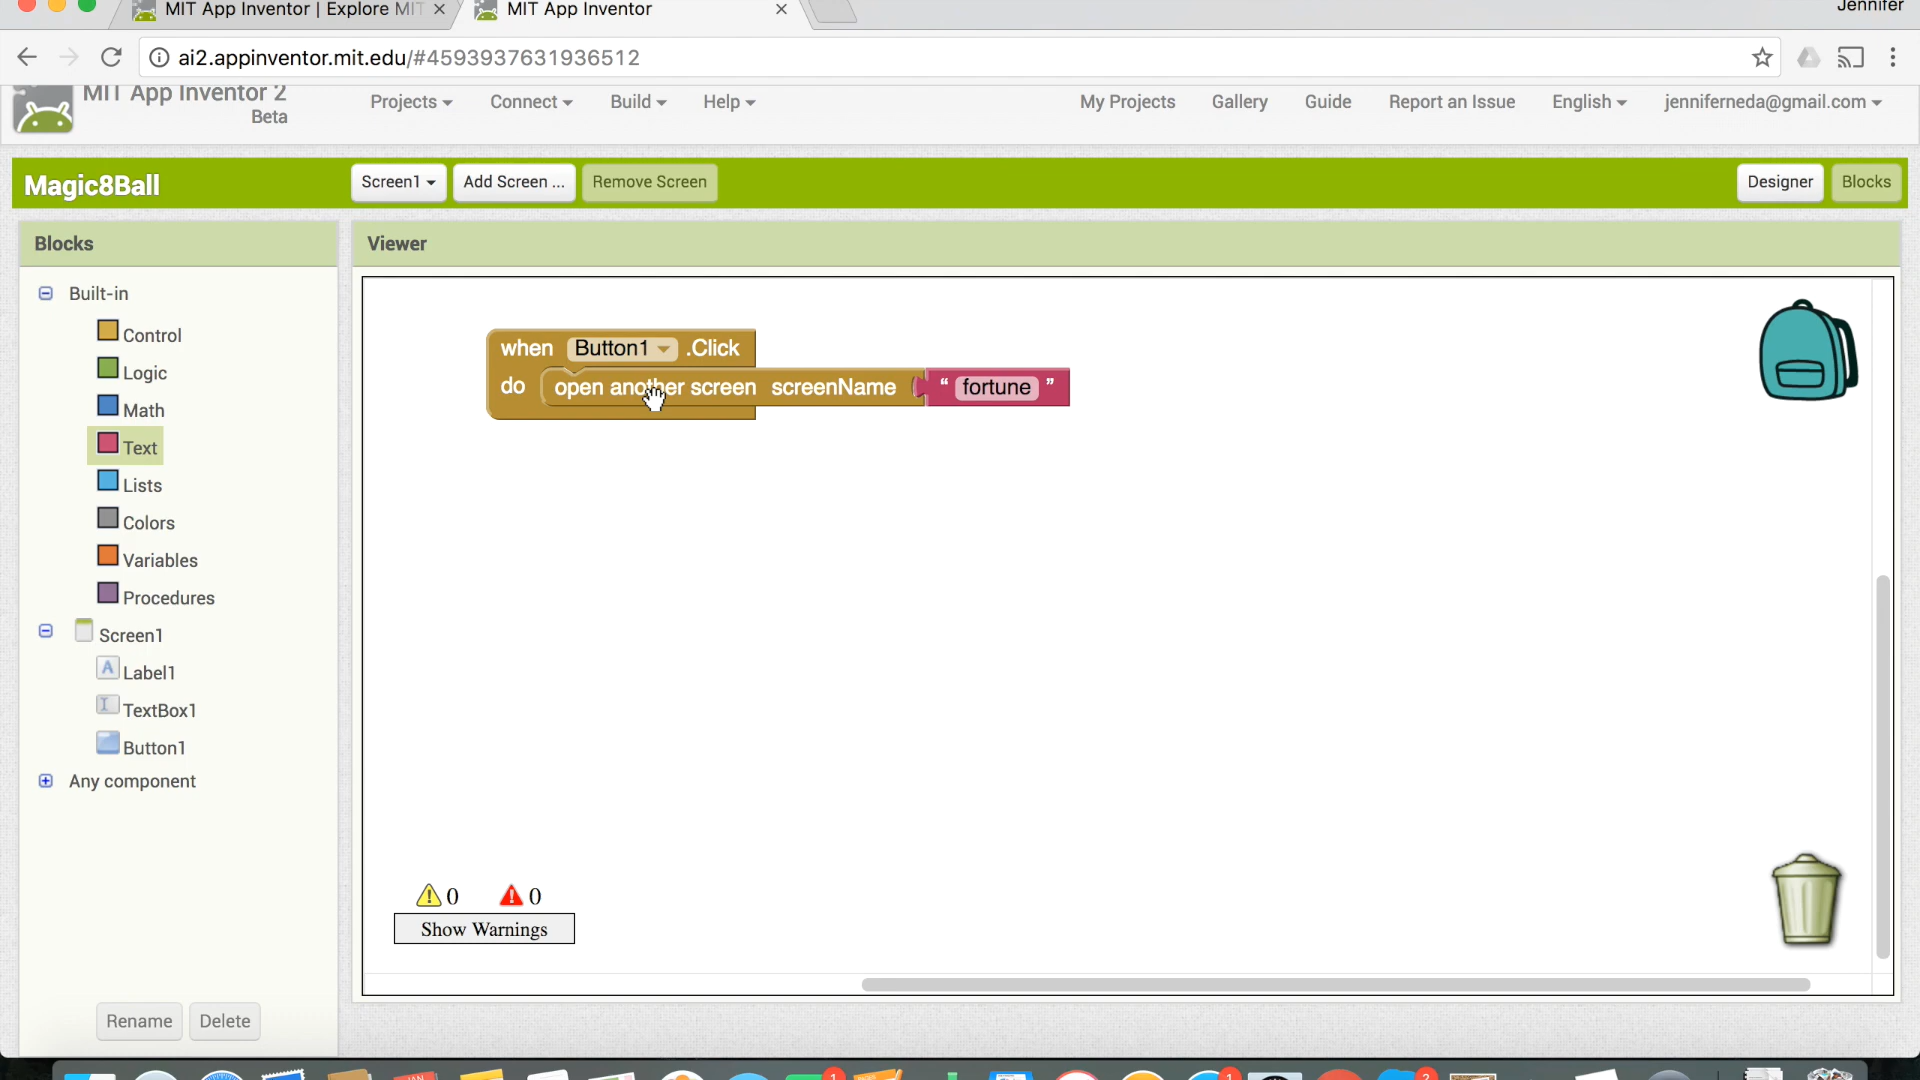 MIT App Inventor | Explore MIT
MIT App Inventor
Jennifer
ai2.appinventor.mit.edu/#4593937631936512
MIT App Inventor 2
Beta
Projects
Connect
Build
Help
My Projects
Gallery
Guide
Report an Issue
English
jenniferneda@gmail.com
Magic8Ball
Screen1
Add Screen ...
Remove Screen
Designer
Blocks
Blocks
Viewer
Built-in
Control
Logic
Math
Text
Lists
Colors
Variables
Procedures
Screen1
Label1
TextBox1
Button1
Any component
Rename
Delete
when Button1 .Click
do open another screen screenName " fortune "
0
0
Show Warnings
1
1
2